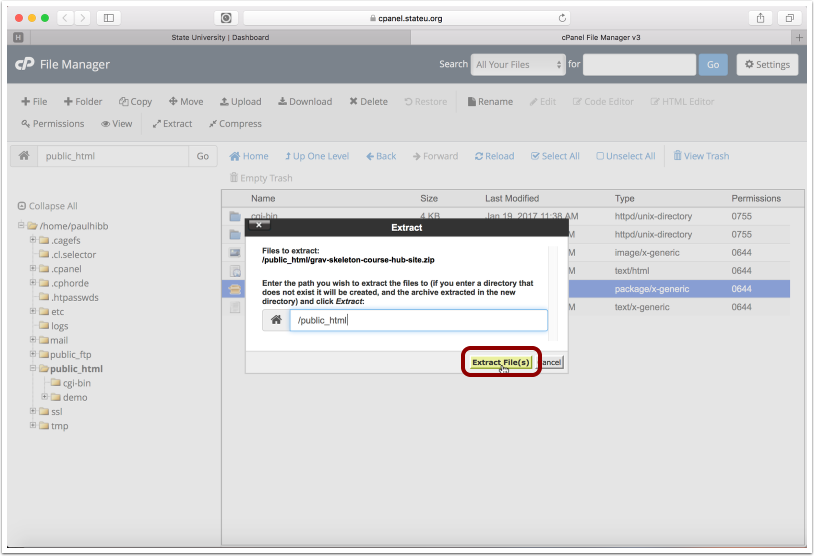 cpanel.stateu.org
H
State University | Dashboard
cPanel File Manager v3
cP File Manager
Search All Your Files for Go Settings
File Folder Copy Move Upload Download Delete Restore Rename Edit Code Editor HTML Editor
Permissions View Extract Compress
public_html Go Home Up One Level Back Forward Reload Select All Unselect All View Trash
Empty Trash
Collapse All
/home/paulhibb
.cagefs
.cl.selector
.cpanel
.cphorde
.htpasswds
etc
logs
mail
public_ftp
public_html
cgi-bin
demo
ssl
tmp
Name Size Last Modified Type Permissions
cgi-bin 4 KB Jan 19, 2017 11:38 AM httpd/unix-directory 0755
M httpd/unix-directory 0755
M image/x-generic 0644
M text/html 0644
package/x-generic 0644
M text/x-generic 0644
Extract
Files to extract:
/public_html/grav-skeleton-course-hub-site.zip
Enter the path you wish to extract the files to (if you enter a directory that
does not exist it will be created, and the archive extracted in the new
directory) and click Extract:
/public_html
Extract File(s) ancel